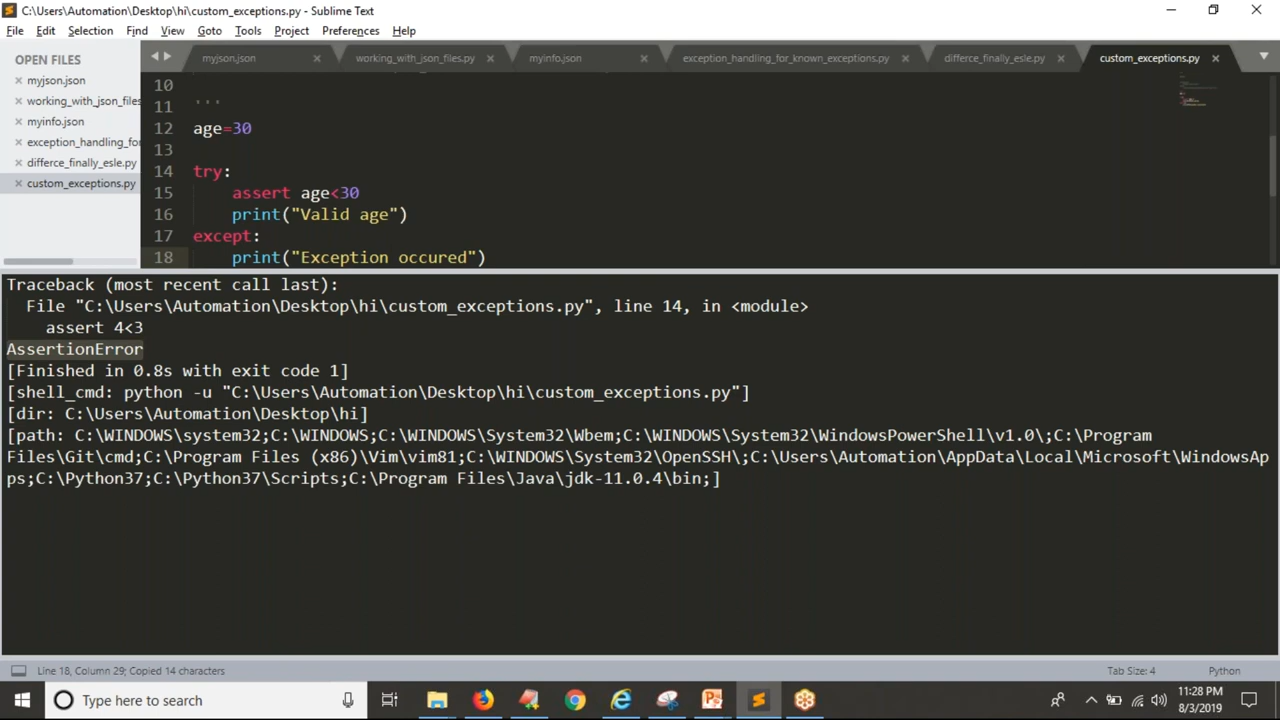 C:\Users\Automation\Desktop\hi\custom_exceptions.py - Sublime Text
File Edit Selection Find View Goto Tools Project Preferences Help
OPEN FILES
myjson.json
working_with_json_files
myinfo.json
exception_handling_for
differce_finally_esle.py
custom_exceptions.py
myjson.json working_with_json_files.py myinfo.json exception_handling_for_known_exceptions.py differce_finally_esle.py custom_exceptions.py
10
11 '''
12 age=30
13
14 try:
15 assert age<30
16 print("Valid age")
17 except:
18 print("Exception occured")
Traceback (most recent call last):
File "C:\Users\Automation\Desktop\hi\custom_exceptions.py", line 14, in <module>
assert 4<3
AssertionError
[Finished in 0.8s with exit code 1]
[shell_cmd: python -u "C:\Users\Automation\Desktop\hi\custom_exceptions.py"]
[dir: C:\Users\Automation\Desktop\hi]
[path: C:\WINDOWS\system32;C:\WINDOWS;C:\WINDOWS\System32\Wbem;C:\WINDOWS\System32\WindowsPowerShell\v1.0\;C:\Program
Files\Git\cmd;C:\Program Files (x86)\Vim\vim81;C:\WINDOWS\System32\OpenSSH\;C:\Users\Automation\AppData\Local\Microsoft\WindowsAp
ps;C:\Python37;C:\Python37\Scripts;C:\Program Files\Java\jdk-11.0.4\bin;]
Line 18, Column 29; Copied 14 characters
Tab Size: 4 Python
Type here to search
11:28 PM
8/3/2019